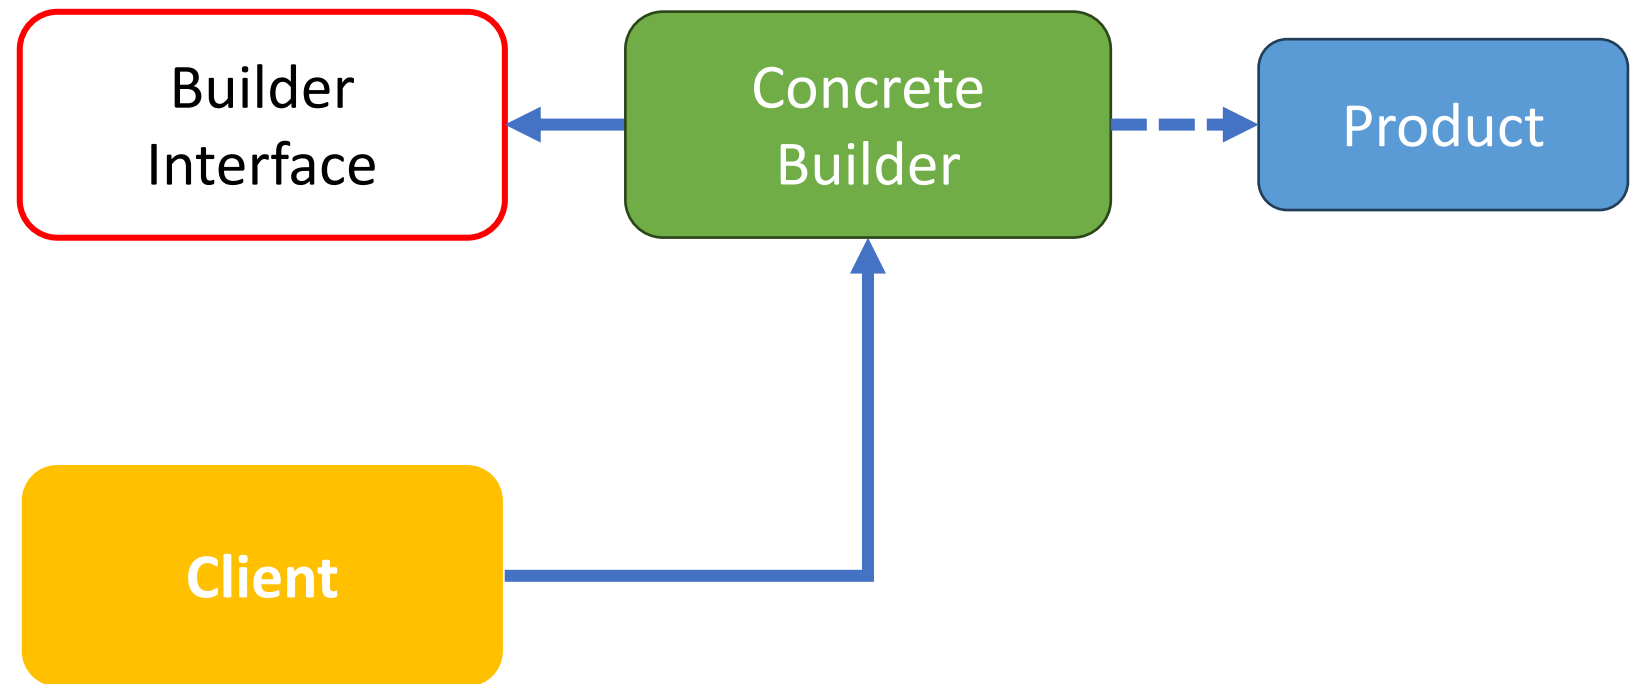 Builder
Interface
Concrete
Builder
Product
Client